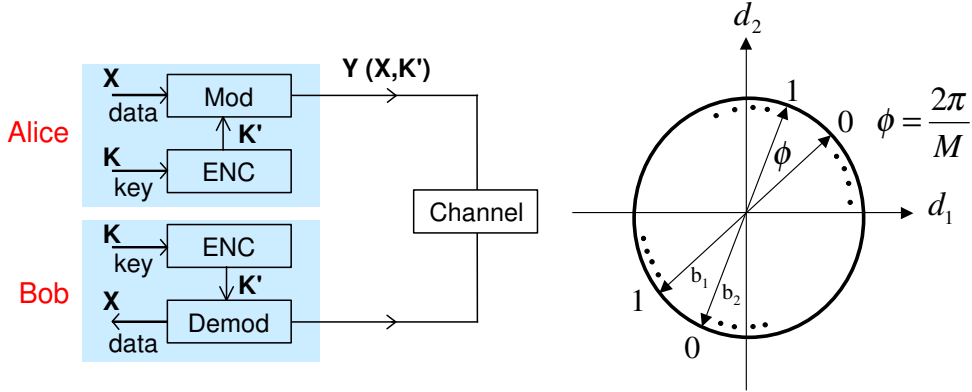 Alice
X
data
Mod
K'
K
key
ENC
Y (X,K')
Channel
Bob
K
key
ENC
K'
X
data
Demod
d₂
1
0
ϕ = 2π/M
ϕ
d₁
b₁
b₂
1
0